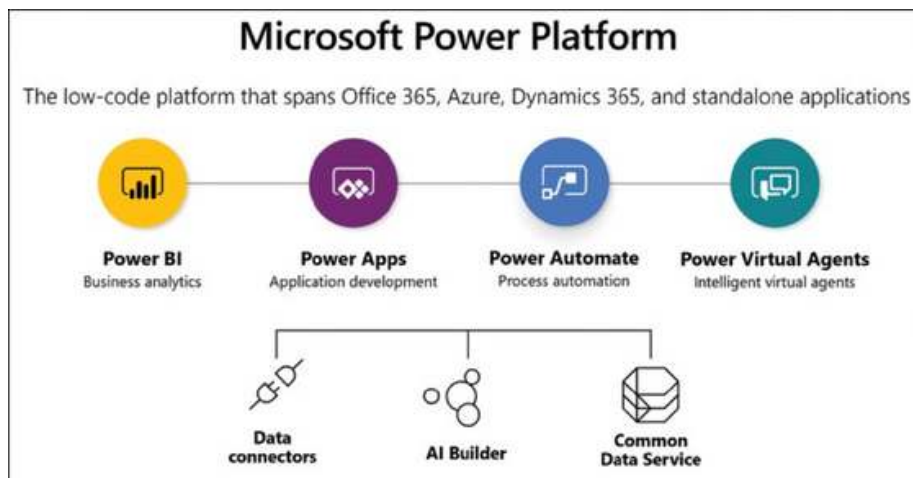 Microsoft Power Platform
The low-code platform that spans Office 365, Azure, Dynamics 365, and standalone applications
Power BI
Business analytics
Power Apps
Application development
Power Automate
Process automation
Power Virtual Agents
Intelligent virtual agents
Data
connectors
AI Builder
Common
Data Service